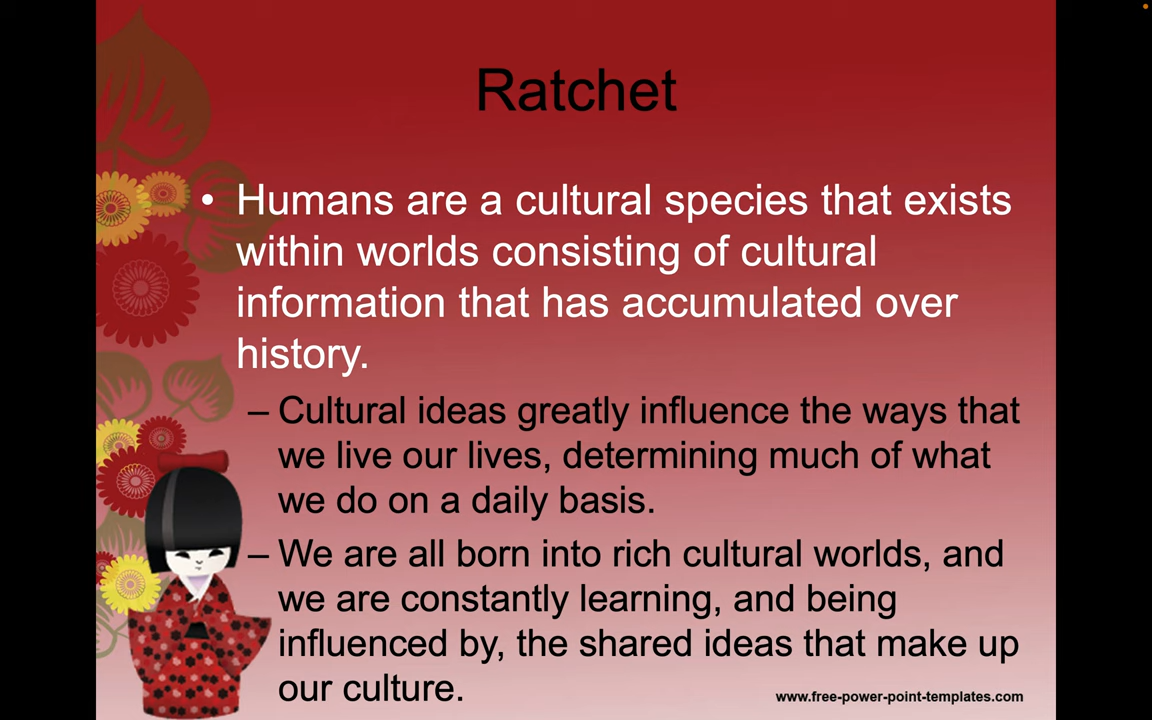 Ratchet
• Humans are a cultural species that exists
within worlds consisting of cultural
information that has accumulated over
history.
– Cultural ideas greatly influence the ways that
we live our lives, determining much of what
we do on a daily basis.
– We are all born into rich cultural worlds, and
we are constantly learning, and being
influenced by, the shared ideas that make up
our culture.
www.free-power-point-templates.com